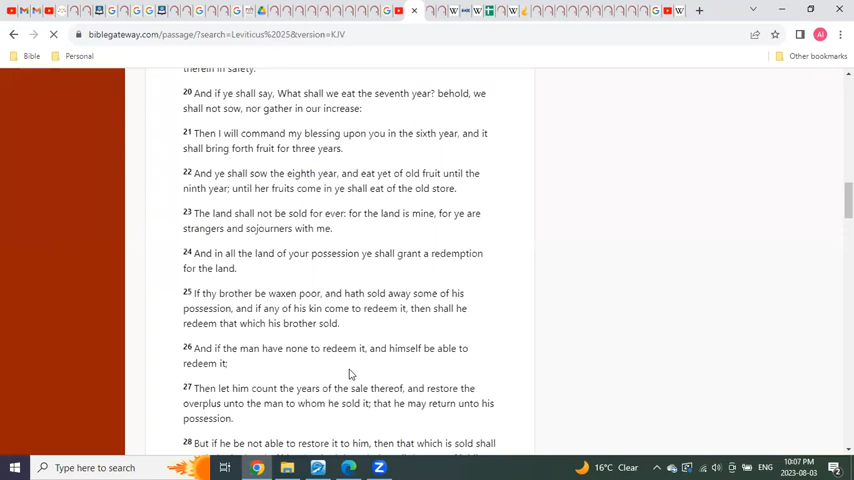 biblegateway.com/passage/?search=Leviticus%2025&version=KJV
AI
Bible
Personal
Other bookmarks
therein in safety.
20 And if ye shall say, What shall we eat the seventh year? behold, we
shall not sow, nor gather in our increase:
21 Then I will command my blessing upon you in the sixth year, and it
shall bring forth fruit for three years.
22 And ye shall sow the eighth year, and eat yet of old fruit until the
ninth year; until her fruits come in ye shall eat of the old store.
23 The land shall not be sold for ever: for the land is mine, for ye are
strangers and sojourners with me.
24 And in all the land of your possession ye shall grant a redemption
for the land.
25 If thy brother be waxen poor, and hath sold away some of his
possession, and if any of his kin come to redeem it, then shall he
redeem that which his brother sold.
26 And if the man have none to redeem it, and himself be able to
redeem it;
27 Then let him count the years of the sale thereof, and restore the
overplus unto the man to whom he sold it; that he may return unto his
possession.
28 But if he be not able to restore it to him, then that which is sold shall
Type here to search
16°C Clear
ENG
10:07 PM
2023-08-03
2